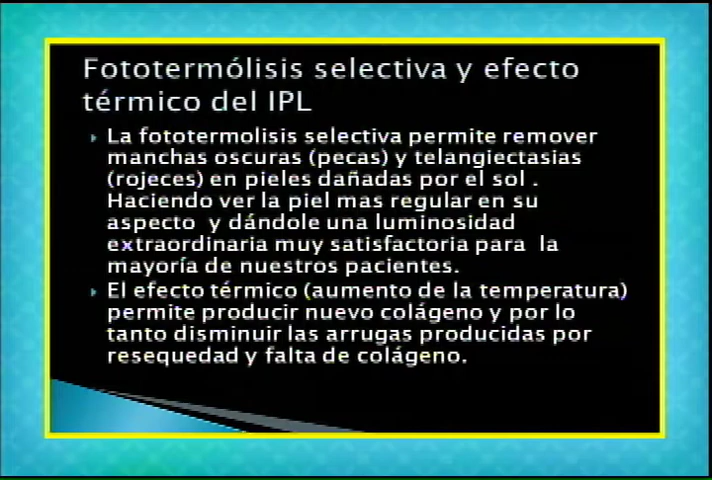 Fototermólisis selectiva y efecto
térmico del IPL
La fototermolisis selectiva permite remover
manchas oscuras (pecas) y telangiectasias
(rojeces) en pieles dañadas por el sol .
Haciendo ver la piel mas regular en su
aspecto y dándole una luminosidad
extraordinaria muy satisfactoria para la
mayoría de nuestros pacientes.
El efecto térmico (aumento de la temperatura)
permite producir nuevo colágeno y por lo
tanto disminuir las arrugas producidas por
resequedad y falta de colágeno.